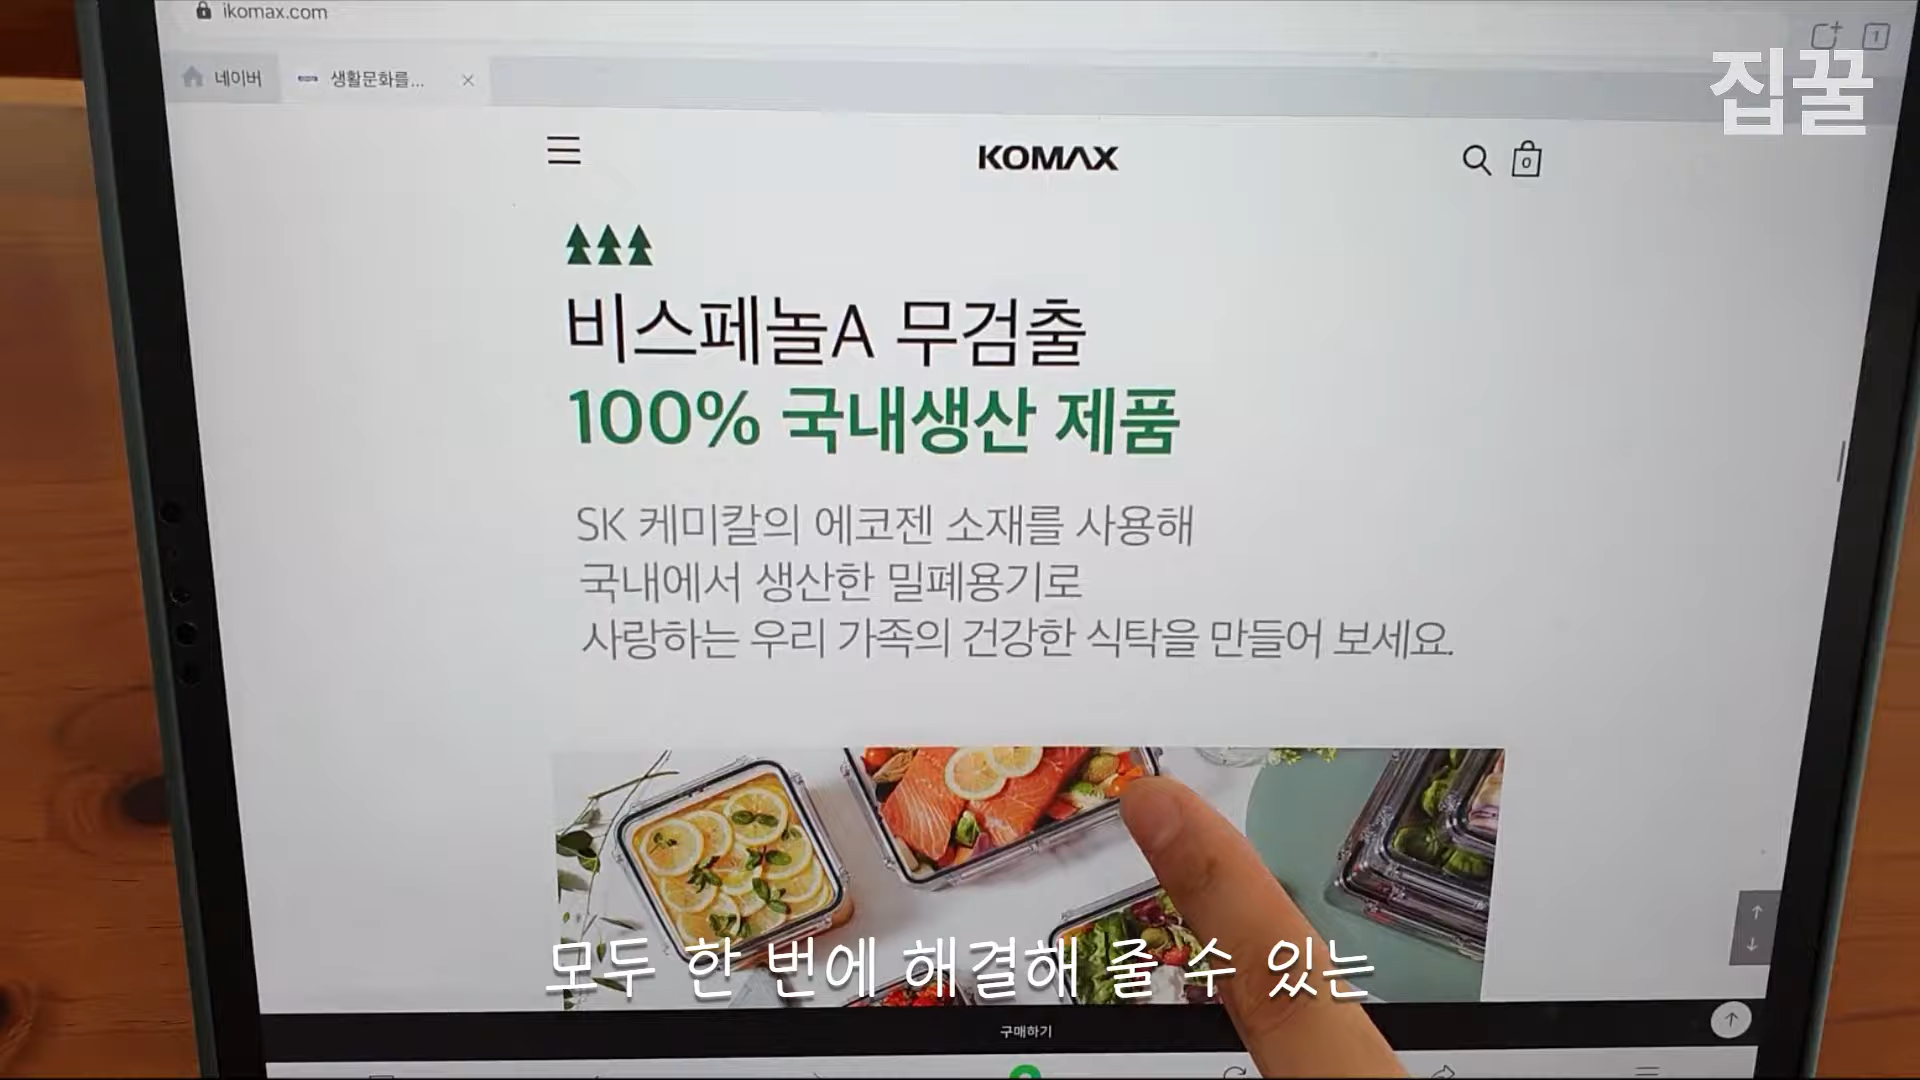 ikomax.com
1
네이버
생활문화를...
집꿀
KOMAX
0
비스페놀A 무검출
100% 국내생산 제품
SK 케미칼의 에코젠 소재를 사용해
국내에서 생산한 밀폐용기로
사랑하는 우리 가족의 건강한 식탁을 만들어 보세요.
모두 한 번에 해결해 줄 수 있는
구매하기